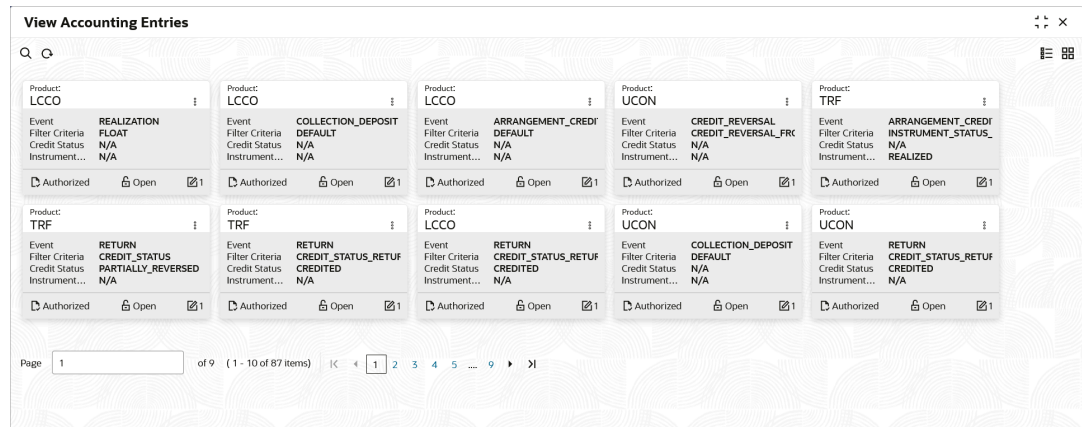 View Accounting Entries
Product:
LCCO
Event REALIZATION
Filter Criteria FLOAT
Credit Status N/A
Instrument... N/A
Authorized Open 1
Product:
LCCO
Event COLLECTION_DEPOSIT
Filter Criteria DEFAULT
Credit Status N/A
Instrument... N/A
Authorized Open 1
Product:
LCCO
Event ARRANGEMENT_CREDI
Filter Criteria DEFAULT
Credit Status N/A
Instrument... N/A
Authorized Open 1
Product:
UCON
Event CREDIT_REVERSAL
Filter Criteria CREDIT_REVERSAL_FRO
Credit Status N/A
Instrument... N/A
Authorized Open 1
Product:
TRF
Event ARRANGEMENT_CREDI
Filter Criteria INSTRUMENT_STATUS_
Credit Status N/A
Instrument... REALIZED
Authorized Open 1
Product:
TRF
Event RETURN
Filter Criteria CREDIT_STATUS
Credit Status PARTIALLY_REVERSED
Instrument... N/A
Authorized Open 1
Product:
TRF
Event RETURN
Filter Criteria CREDIT_STATUS_RETUR
Credit Status CREDITED
Instrument... N/A
Authorized Open 1
Product:
LCCO
Event RETURN
Filter Criteria CREDIT_STATUS_RETUR
Credit Status CREDITED
Instrument... N/A
Authorized Open 1
Product:
UCON
Event COLLECTION_DEPOSIT
Filter Criteria DEFAULT
Credit Status N/A
Instrument... N/A
Authorized Open 1
Product:
UCON
Event RETURN
Filter Criteria CREDIT_STATUS_RETUR
Credit Status CREDITED
Instrument... N/A
Authorized Open 1
Page 1 of 9 ( 1 - 10 of 87 items) 1 2 3 4 5 .... 9